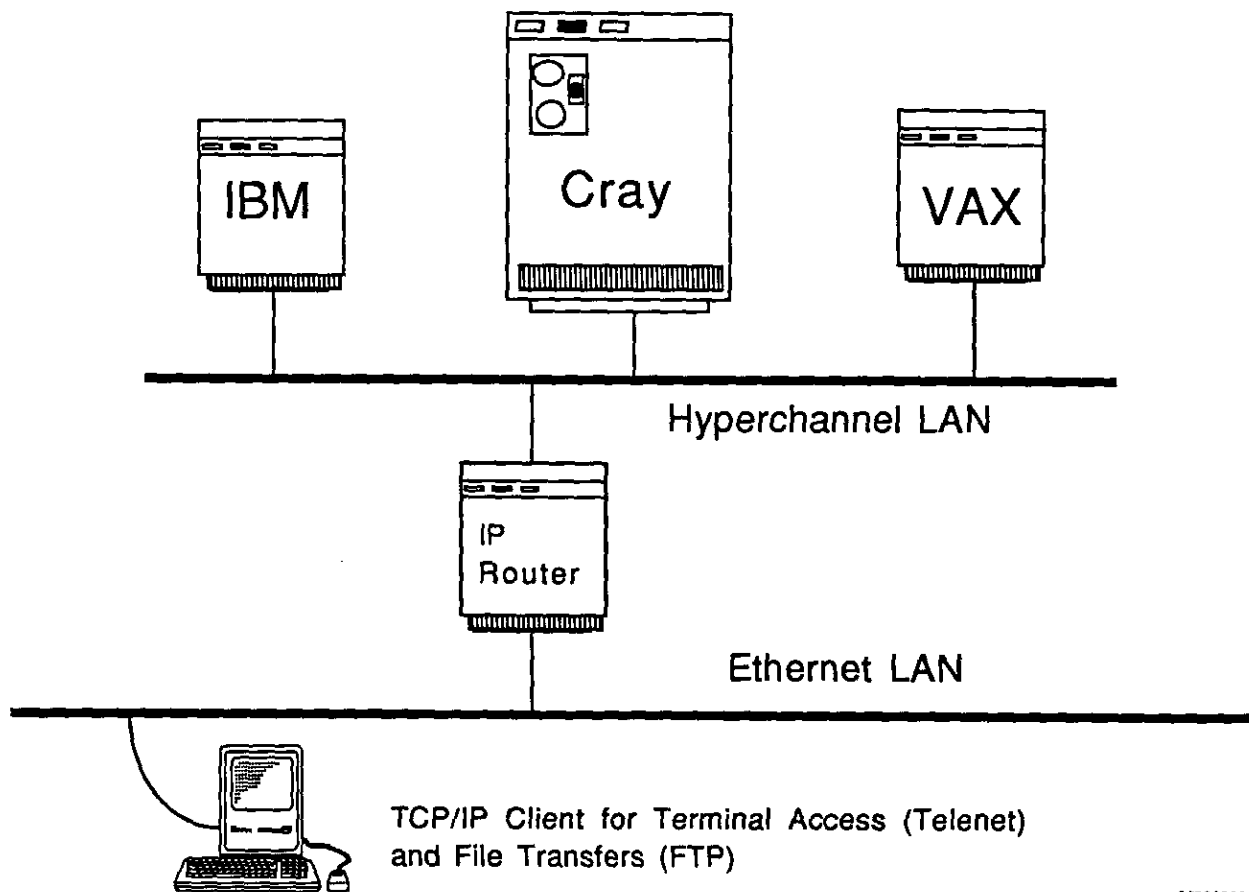 IBM
Cray
VAX
Hyperchannel LAN
IP
Router
Ethernet LAN
TCP/IP Client for Terminal Access (Telenet)
and File Transfers (FTP)